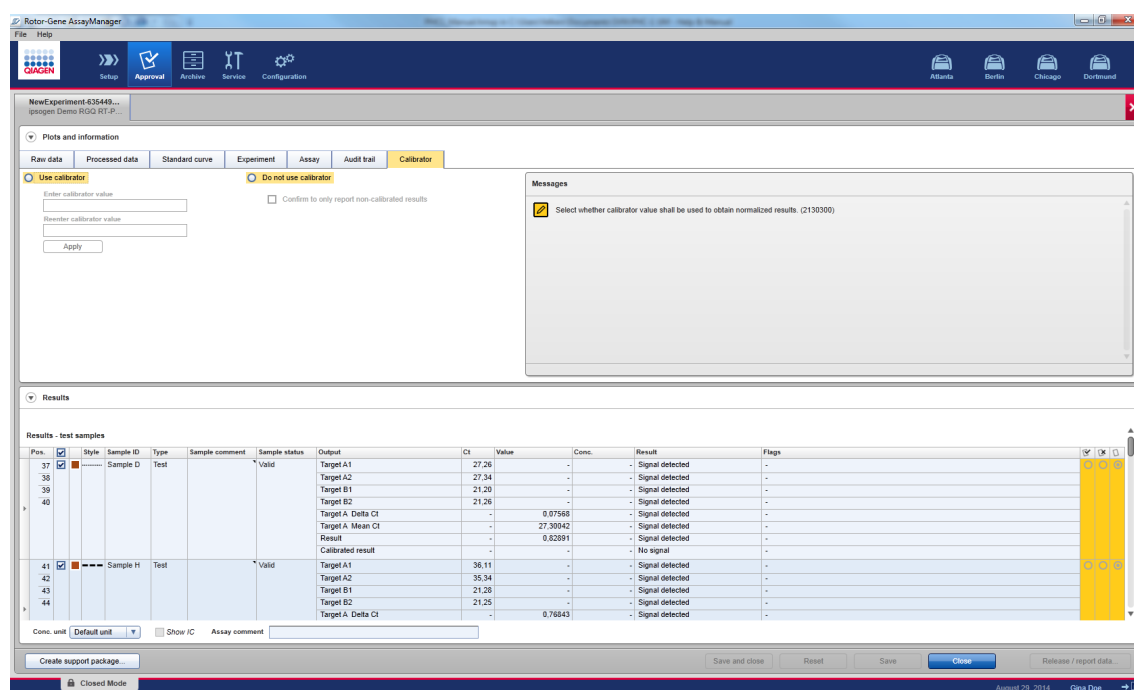 Rotor-Gene AssayManager
File Help
QIAGEN
Setup Approval Archive Service Configuration
Atlanta Berlin Chicago Dortmund
NewExperiment-635449...
ipsogen Demo RGQ RT-P...
Plots and information
Raw data Processed data Standard curve Experiment Assay Audit trail Calibrator
Use calibrator Do not use calibrator
Enter calibrator value
Confirm to only report non-calibrated results
Reenter calibrator value
Apply
Messages
Select whether calibrator value shall be used to obtain normalized results. (2130300)
Results
Results - test samples
Pos. Style Sample ID Type Sample comment Sample status Output Ct Value Conc. Result Flags
37 Sample D Test Valid Target A1 27,26 - - Signal detected -
38 Target A2 27,34 - - Signal detected -
39 Target B1 21,20 - - Signal detected -
40 Target B2 21,26 - - Signal detected -
Target A Delta Ct - 0,07568 - Signal detected -
Target A Mean Ct - 27,30042 - Signal detected -
Result - 0,82891 - Signal detected -
Calibrated result - - - No signal -
41 Sample H Test Valid Target A1 36,11 - - Signal detected -
42 Target A2 35,34 - - Signal detected -
43 Target B1 21,28 - - Signal detected -
44 Target B2 21,25 - - Signal detected -
Target A Delta Ct - 0,76843 - Signal detected -
Conc. unit Default unit Show IC Assay comment
Create support package... Save and close Reset Save Close Release / report data...
Closed Mode August 29, 2014 Gina Doe